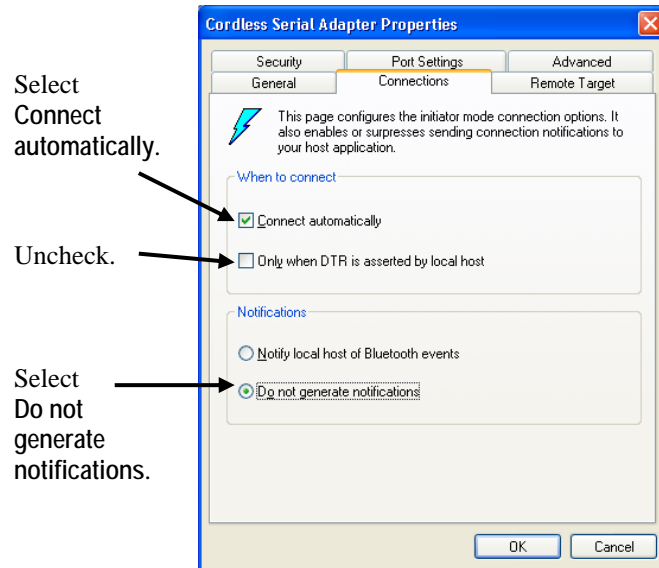 Cordless Serial Adapter Properties
Security
Port Settings
Advanced
General
Connections
Remote Target
This page configures the initiator mode connection options. It
also enables or surpresses sending connection notifications to
your host application.
When to connect
Connect automatically
Only when DTR is asserted by local host
Notifications
Notify local host of Bluetooth events
Do not generate notifications
OK
Cancel
Select
Connect
automatically.
Uncheck.
Select
Do not
generate
notifications.